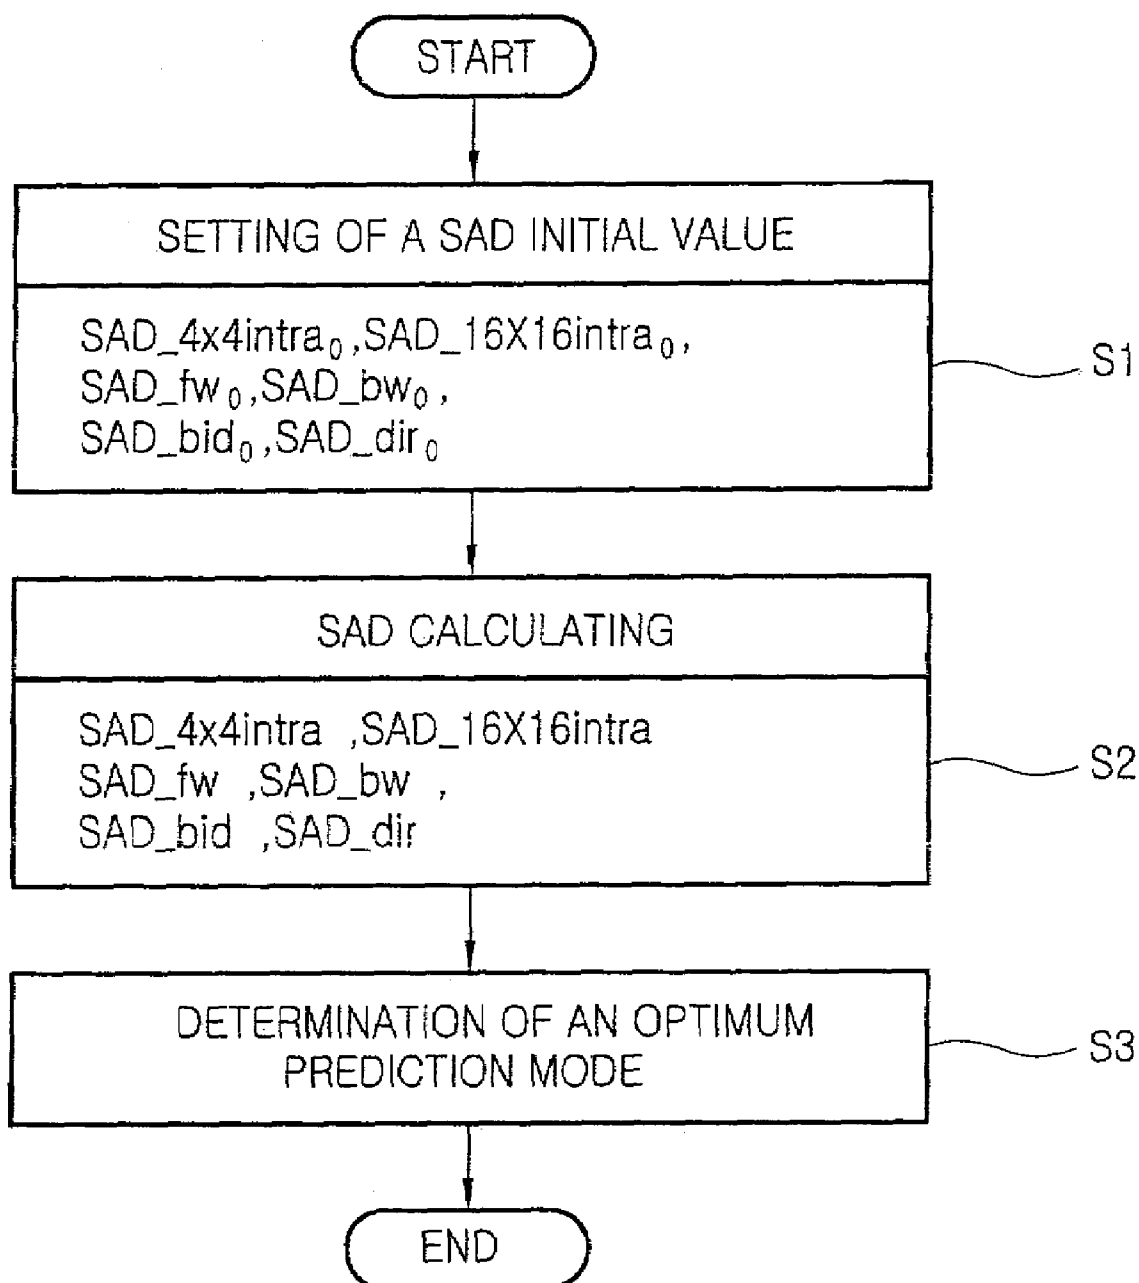 START
SETTING OF A SAD INITIAL VALUE
SAD_4x4intra₀,SAD_16X16intra₀,
SAD_fw₀,SAD_bw₀,
SAD_bid₀,SAD_dir₀
S1
SAD CALCULATING
SAD_4x4intra ,SAD_16X16intra
SAD_fw ,SAD_bw ,
SAD_bid ,SAD_dir
S2
DETERMINATION OF AN OPTIMUM
PREDICTION MODE
S3
END